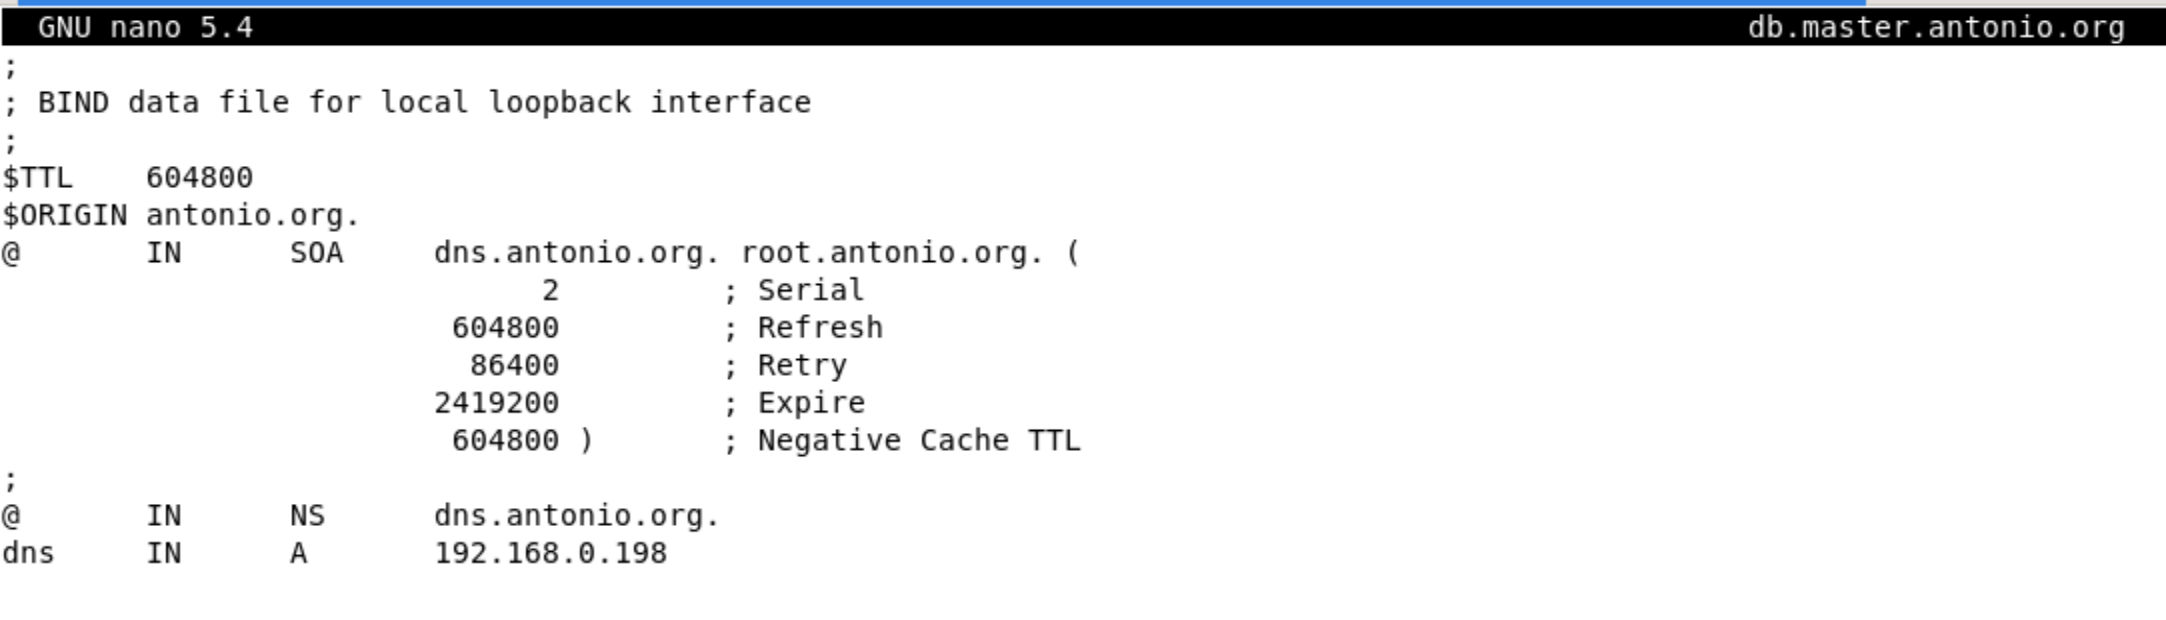 GNU nano 5.4 db.master.antonio.org
;
; BIND data file for local loopback interface
;
$TTL    604800
$ORIGIN antonio.org.
@       IN      SOA     dns.antonio.org. root.antonio.org. (
                              2         ; Serial
                         604800         ; Refresh
                          86400         ; Retry
                        2419200         ; Expire
                         604800 )       ; Negative Cache TTL
;
@       IN      NS      dns.antonio.org.
dns     IN      A       192.168.0.198